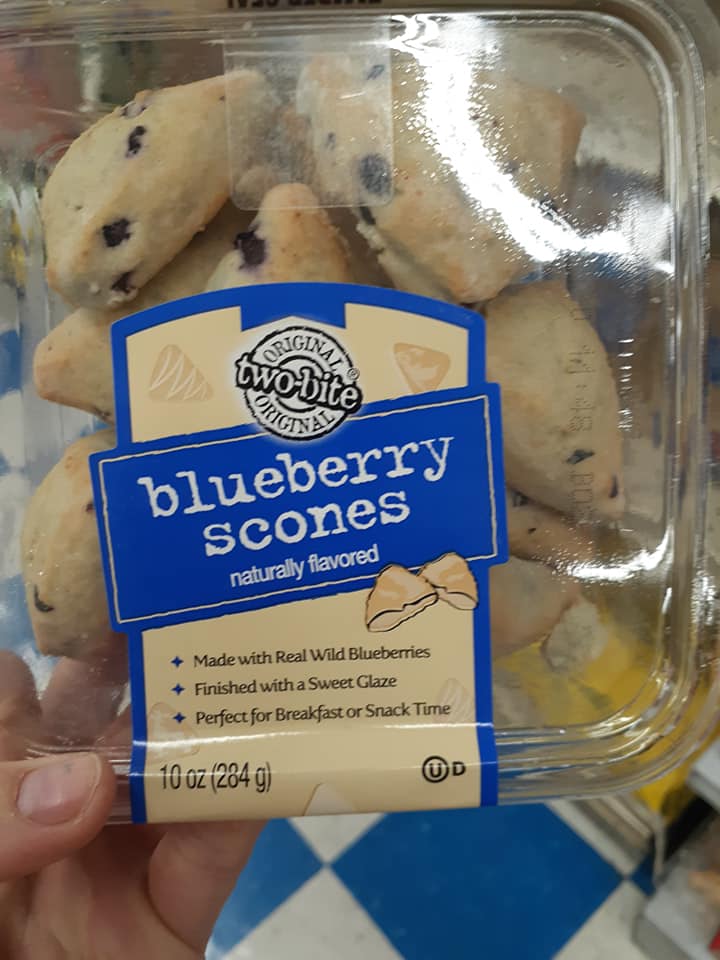 ORIGINAL
two-bite®
ORIGINAL
blueberry
scones
naturally flavored
Made with Real Wild Blueberries
Finished with a Sweet Glaze
Perfect for Breakfast or Snack Time
10 oz (284 g)
U D